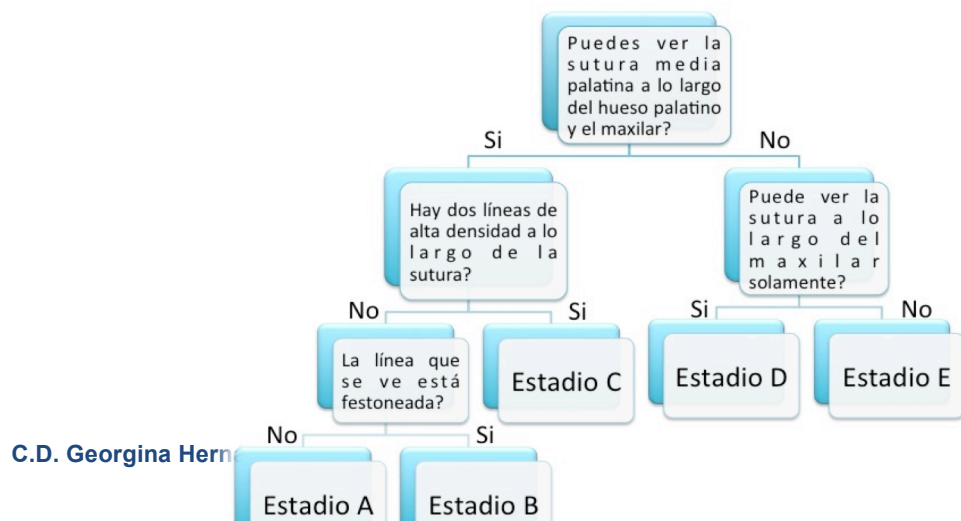 Puedes ver la
sutura media
palatina a lo largo
del hueso palatino
y el maxilar?
Si
No
Hay dos líneas de
alta densidad a lo
largo de la
sutura?
Puede ver la
sutura a lo
largo del
maxilar
solamente?
No
Si
Si
No
La línea que
se ve está
festoneada?
Estadio C
Estadio D
Estadio E
No
Si
C.D. Georgina
Estadio A
Estadio B